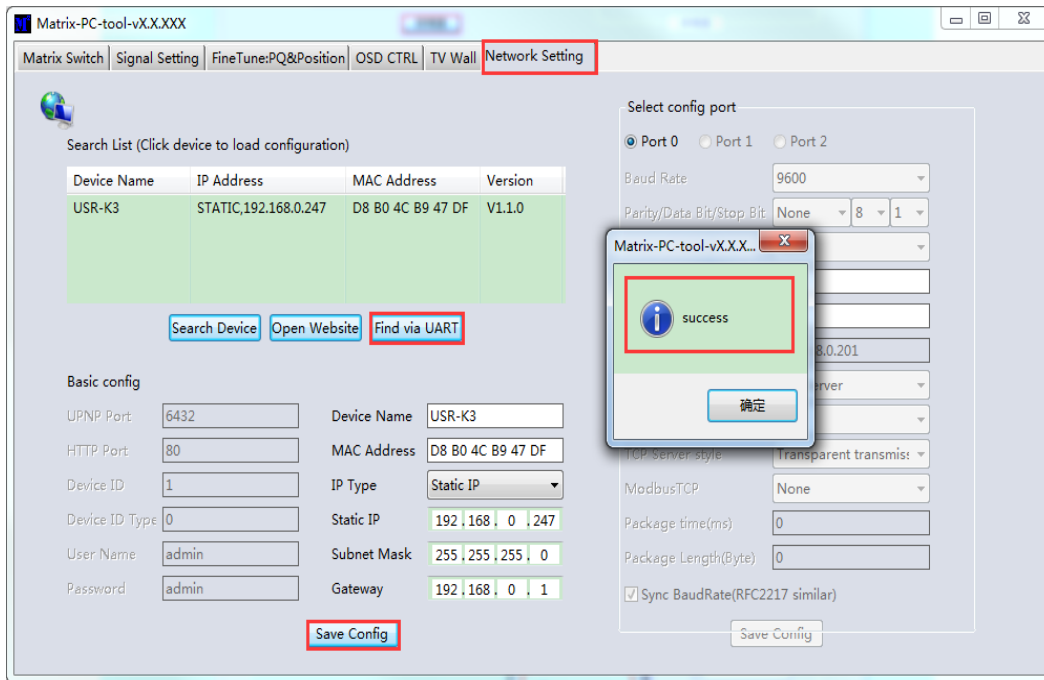 Matrix-PC-tool-vX.X.XXX
Matrix Switch Signal Setting FineTune:PQ&Position OSD CTRL TV Wall Network Setting
Search List (Click device to load configuration)
Device Name IP Address MAC Address Version
USR-K3 STATIC,192.168.0.247 D8 B0 4C B9 47 DF V1.1.0
Search Device Open Website Find via UART
Basic config
UPNP Port 6432 Device Name USR-K3
HTTP Port 80 MAC Address D8 B0 4C B9 47 DF
Device ID 1 IP Type Static IP
Device ID Type 0 Static IP 192 . 168 . 0 . 247
User Name admin Subnet Mask 255 . 255 . 255 . 0
Password admin Gateway 192 . 168 . 0 . 1
Save Config
Select config port
Port 0 Port 1 Port 2
Baud Rate 9600
Parity/Data Bit/Stop Bit None 8 1
Matrix-PC-tool-vX.X.X...
success
确定
8.0.201
erver
TCP Server style Transparent transmis
ModbusTCP None
Package time(ms) 0
Package Length(Byte) 0
Sync BaudRate(RFC2217 similar)
Save Config